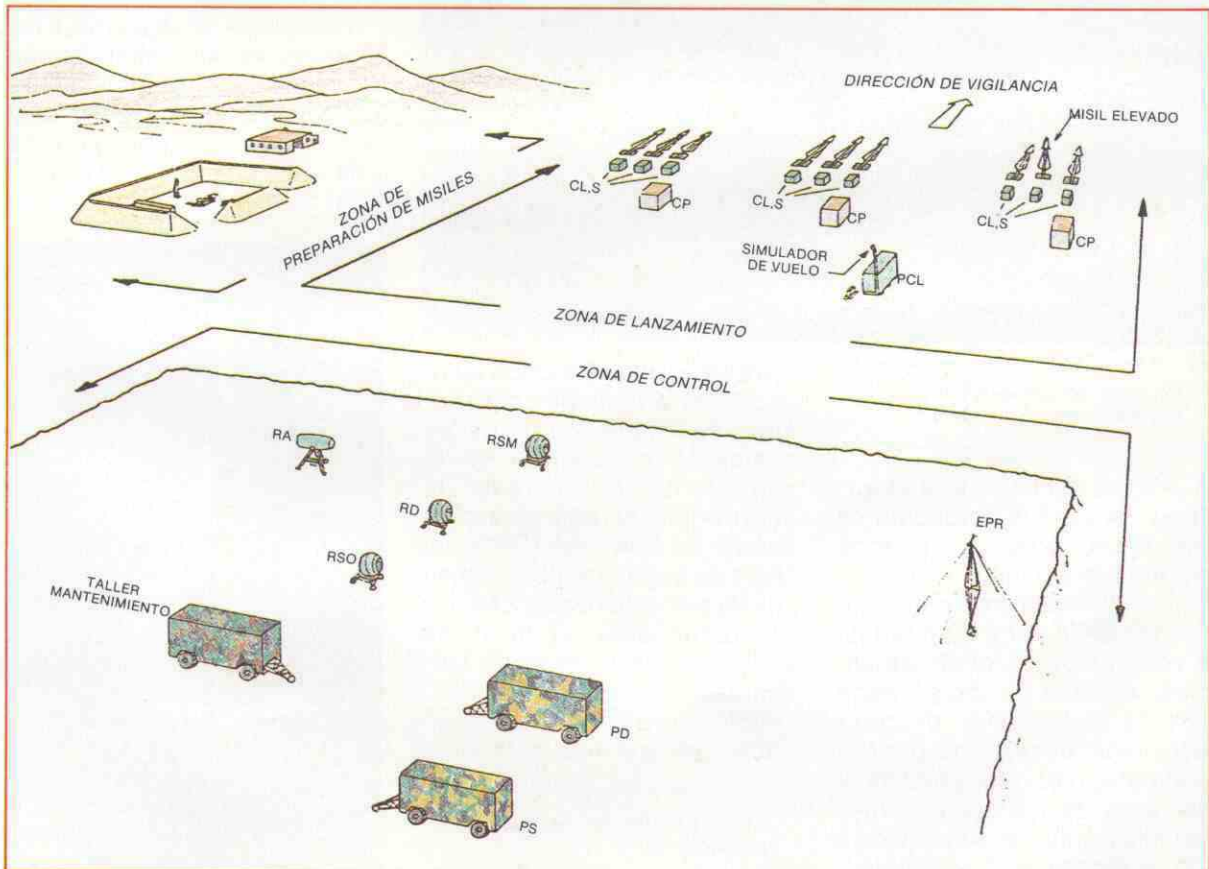 DIRECCIÓN DE VIGILANCIA
MISIL ELEVADO
ZONA DE
PREPARACIÓN DE MISILES
CL,S
CP
CL,S
CP
CL,S
CP
SIMULADOR
DE VUELO
PCL
ZONA DE LANZAMIENTO
ZONA DE CONTROL
RA
RSM
RD
RSO
EPR
TALLER
MANTENIMIENTO
PD
PS